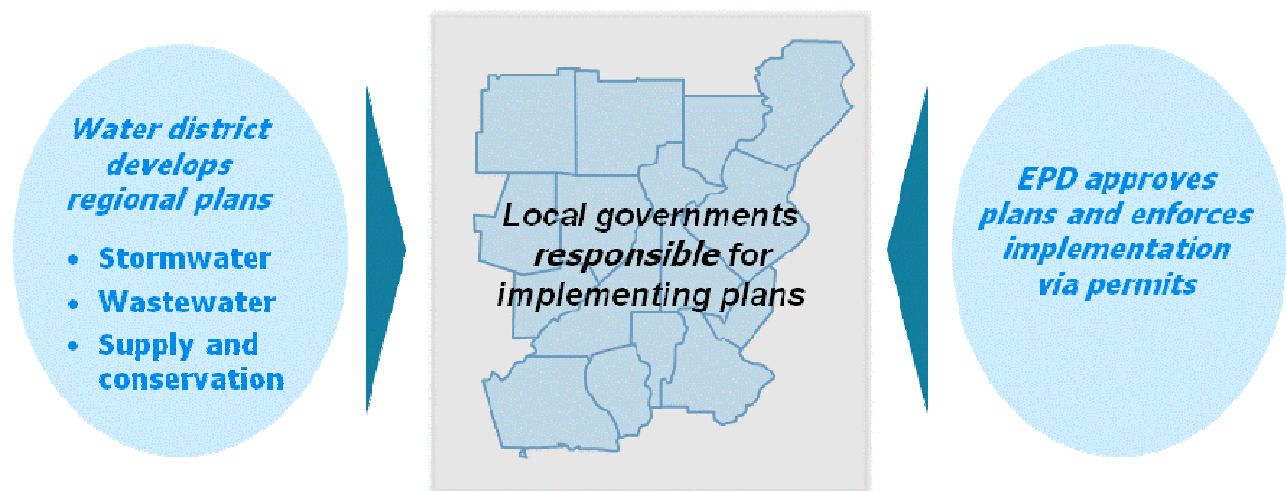 Water district
develops
regional plans
• Stormwater
• Wastewater
• Supply and
conservation
Local governments
responsible for
implementing plans
EPD approves
plans and enforces
implementation
via permits